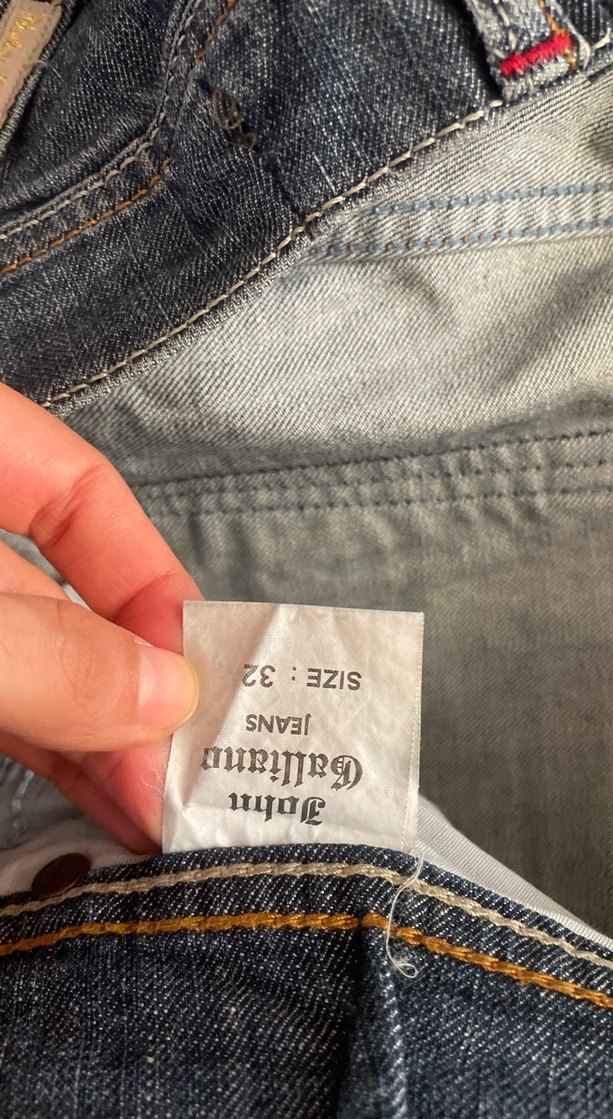 John
Galliano
JEANS
SIZE : 32